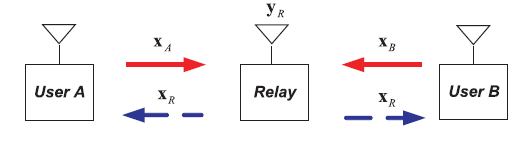 y_R
x_A
x_B
User A
Relay
User B
x_R
x_R